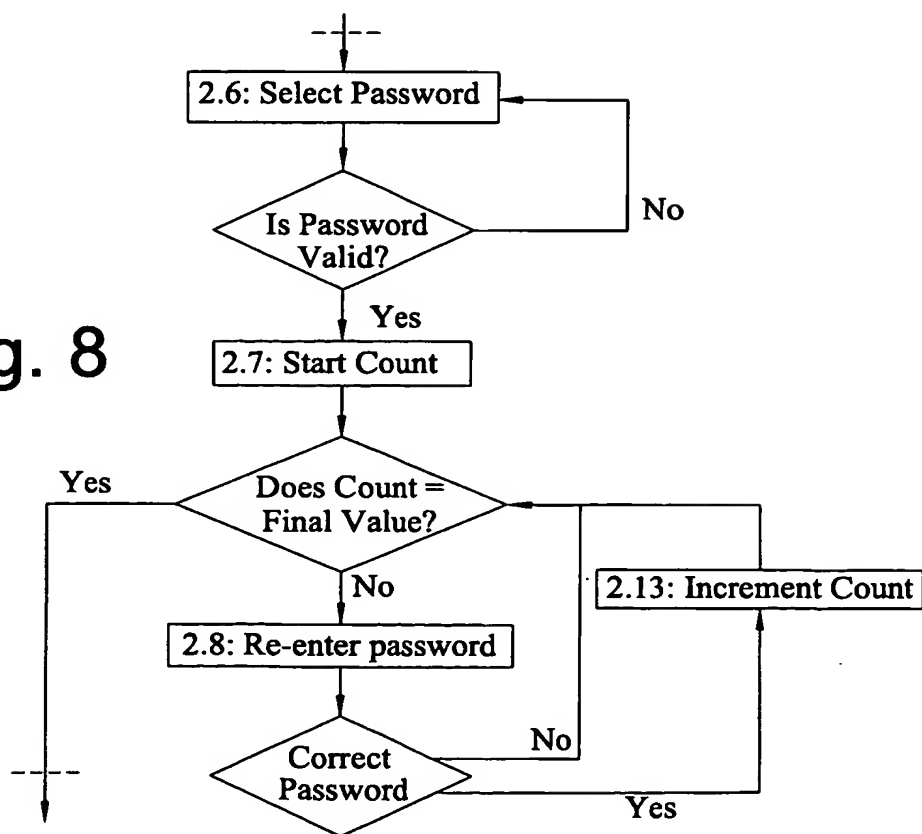 2.6: Select Password
Is Password
Valid?
No
Yes
g. 8
2.7: Start Count
Yes
Does Count =
Final Value?
No
2.13: Increment Count
2.8: Re-enter password
Correct
Password
No
Yes